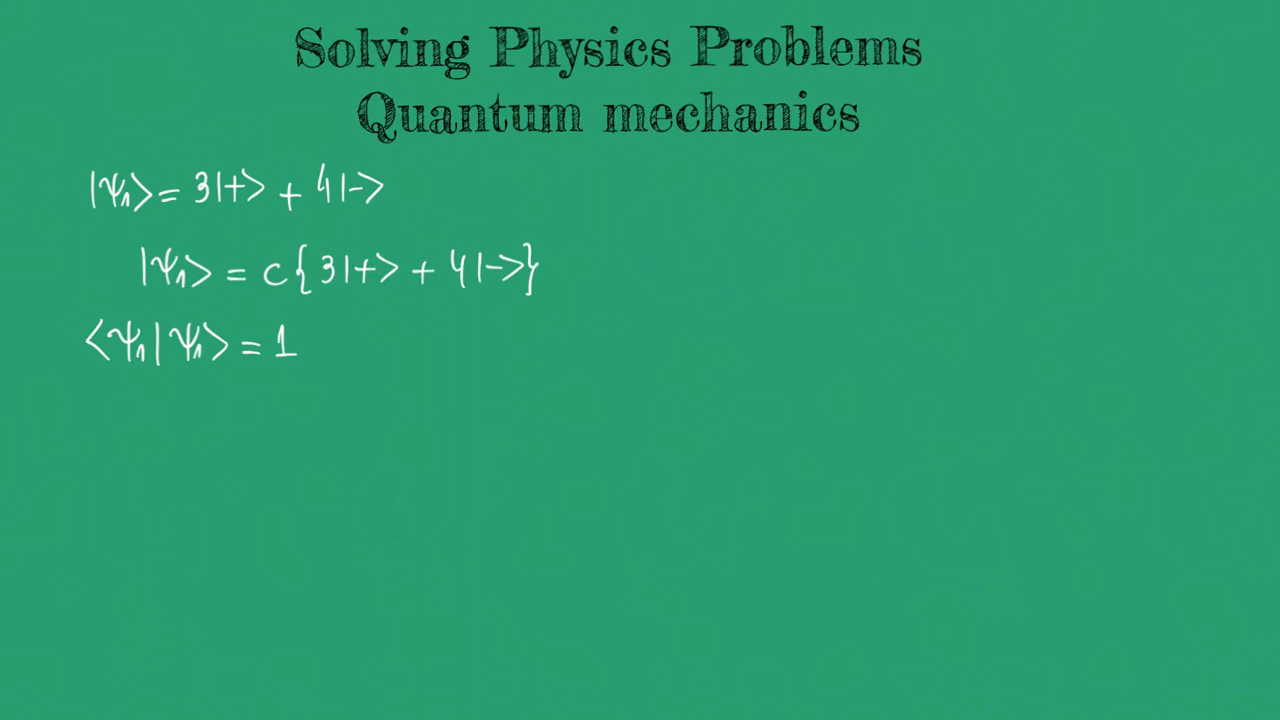 Solving Physics Problems
Quantum mechanics
|ψ₁> = 3|+> + 4|->
|ψ₁> = c{3|+> + 4|->}
<ψ₁|ψ₁> = 1